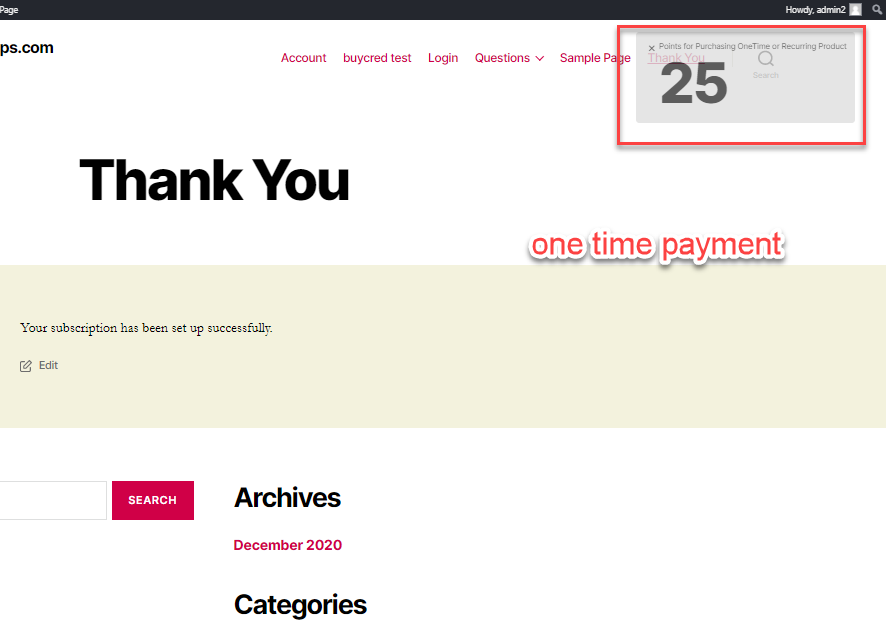 Page
Howdy, admin2
ps.com
Account
buycred test
Login
Questions
Sample Page
Thank You
× Points for Purchasing OneTime or Recurring Product
25
Search
Thank You
one time payment
Your subscription has been set up successfully.
Edit
SEARCH
Archives
December 2020
Categories